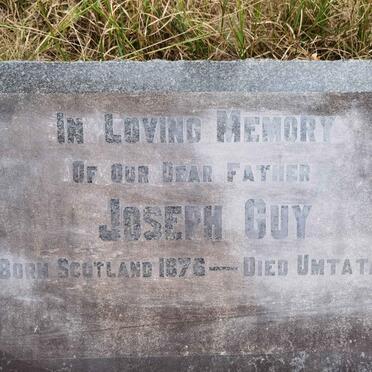 IN LOVING MEMORY
OF OUR DEAR FATHER
JOSEPH GUY
BORN SCOTLAND 1876 — DIED UMTATA